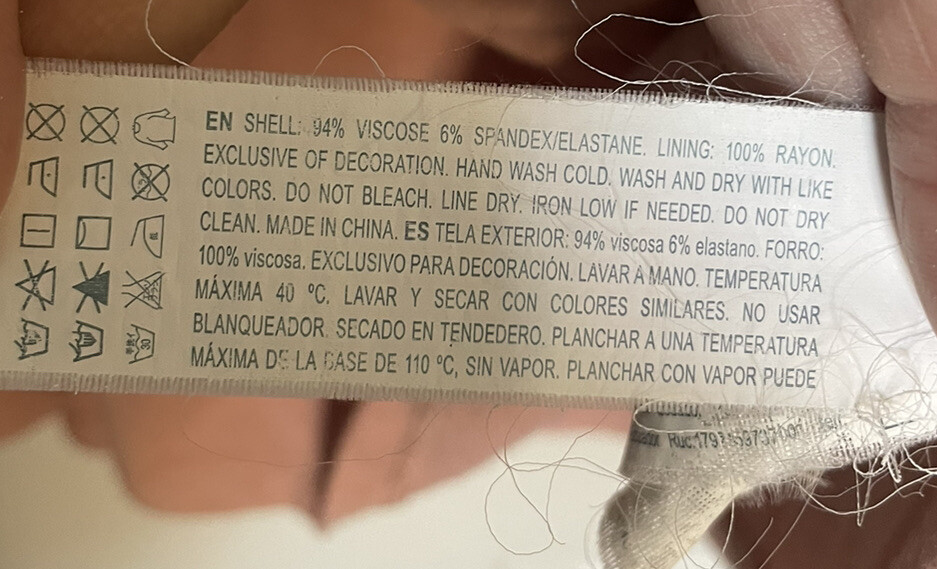 EN SHELL: 94% VISCOSE 6% SPANDEX/ELASTANE. LINING: 100% RAYON.
EXCLUSIVE OF DECORATION. HAND WASH COLD. WASH AND DRY WITH LIKE
COLORS. DO NOT BLEACH. LINE DRY. IRON LOW IF NEEDED. DO NOT DRY
CLEAN. MADE IN CHINA. ES TELA EXTERIOR: 94% viscosa 6% elastano. FORRO:
100% viscosa. EXCLUSIVO PARA DECORACIÓN. LAVAR A MANO. TEMPERATURA
MÁXIMA 40 ºC. LAVAR Y SECAR CON COLORES SIMILARES. NO USAR
BLANQUEADOR. SECADO EN TENDEDERO. PLANCHAR A UNA TEMPERATURA
MÁXIMA DE LA BASE DE 110 ºC, SIN VAPOR. PLANCHAR CON VAPOR PUEDE
30